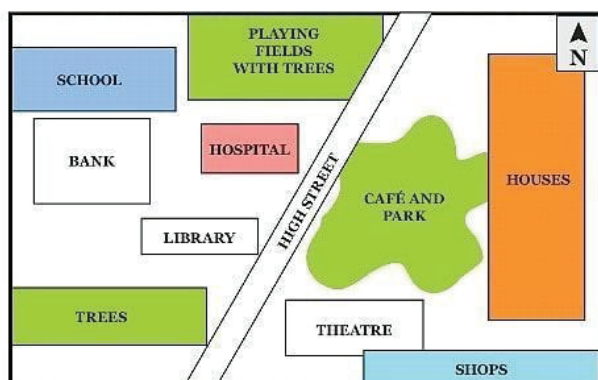 PLAYING
FIELDS
WITH TREES
N
SCHOOL
BANK
HOSPITAL
HOUSES
CAFÉ AND
PARK
HIGH STREET
LIBRARY
TREES
THEATRE
SHOPS